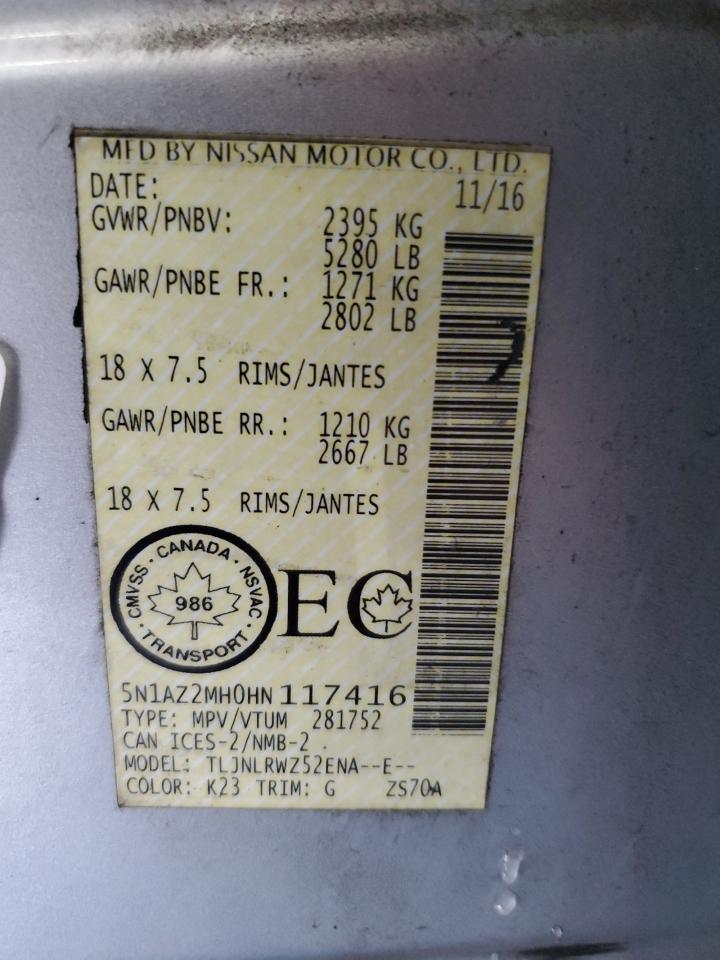 MFD BY NISSAN MOTOR CO., LTD.
DATE: 11/16
GVWR/PNBV: 2395 KG
5280 LB
GAWR/PNBE FR.: 1271 KG
2802 LB
18 X 7.5 RIMS/JANTES
GAWR/PNBE RR.: 1210 KG
2667 LB
18 X 7.5 RIMS/JANTES
CMVSS · CANADA · NSVAC · TRANSPORT ·
986
EC
5N1AZ2MH0HN117416
TYPE: MPV/VTUM 281752
CAN ICES-2/NMB-2 .
MODEL: TLJNLRWZ52ENA--E--
COLOR: K23 TRIM: G ZS70A